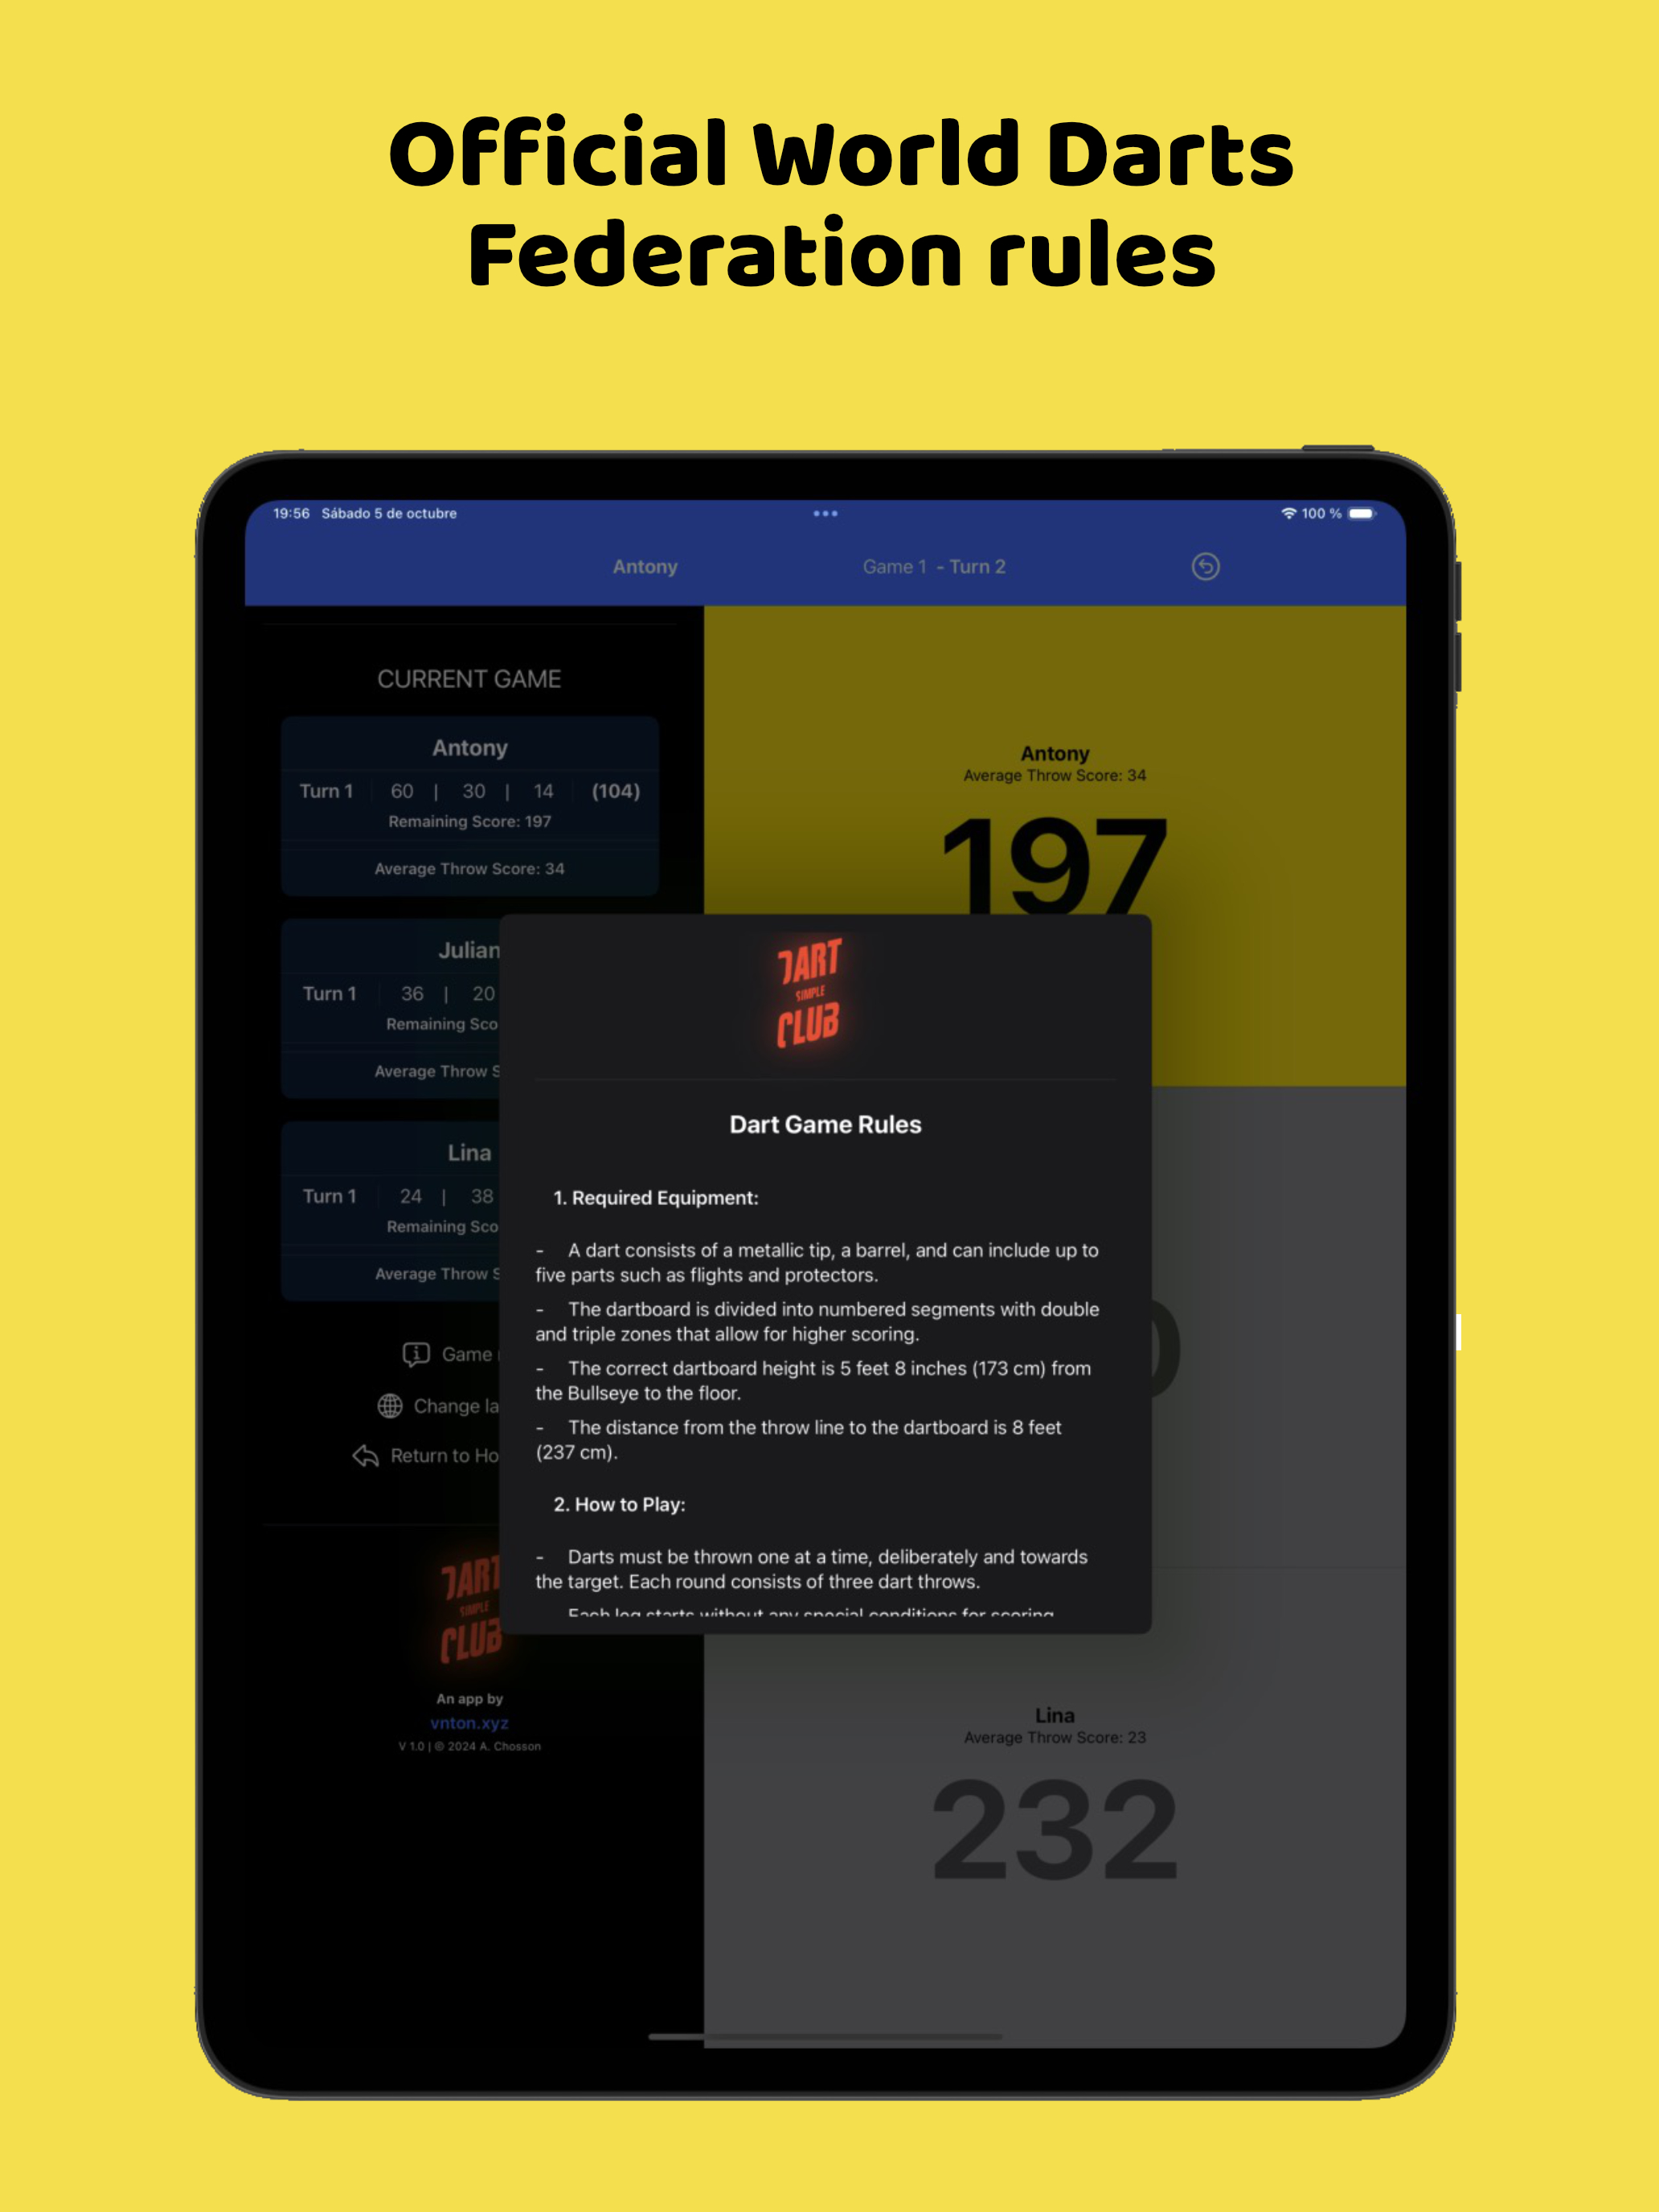 Official World Darts
Federation rules
19:56 Sábado 5 de octubre
100 %
Antony
Game 1 - Turn 2
CURRENT GAME
Antony
Turn 1 60 | 30 | 14 (104)
Remaining Score: 197
Average Throw Score: 34
Julian
Turn 1 36 | 20
Remaining
Average Throw
Lina
Turn 1 24 | 38
Remaining
Average Throw
Game
Change
Return to
DART
SIMPLE
CLUB
An app by
vnton.xyz
V 1.0 | © 2024 A. Chosson
Antony
Average Throw Score: 34
197
DART
SIMPLE
CLUB
Dart Game Rules
1. Required Equipment:
- A dart consists of a metallic tip, a barrel, and can include up to
five parts such as flights and protectors.
- The dartboard is divided into numbered segments with double
and triple zones that allow for higher scoring.
- The correct dartboard height is 5 feet 8 inches (173 cm) from
the Bullseye to the floor.
- The distance from the throw line to the dartboard is 8 feet
(237 cm).
2. How to Play:
- Darts must be thrown one at a time, deliberately and towards
the target. Each round consists of three dart throws.
Each leg starts without any special conditions for scoring
Lina
Average Throw Score: 23
232